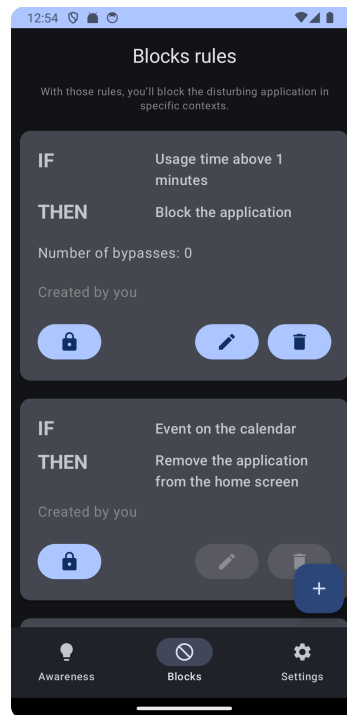 12:54
Blocks rules
With those rules, you'll block the disturbing application in
specific contexts.
IF
Usage time above 1
minutes
THEN
Block the application
Number of bypasses: 0
Created by you
IF
Event on the calendar
THEN
Remove the application
from the home screen
Created by you
+
Awareness
Blocks
Settings